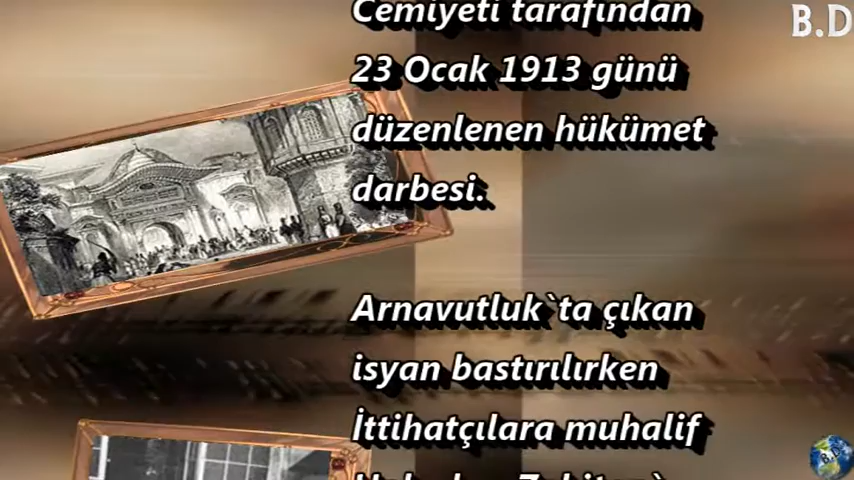 Cemiyeti tarafından
23 Ocak 1913 günü
düzenlenen hükümet
darbesi.
Arnavutluk`ta çıkan
isyan bastırılırken
İttihatçılara muhalif
B.D
B.D